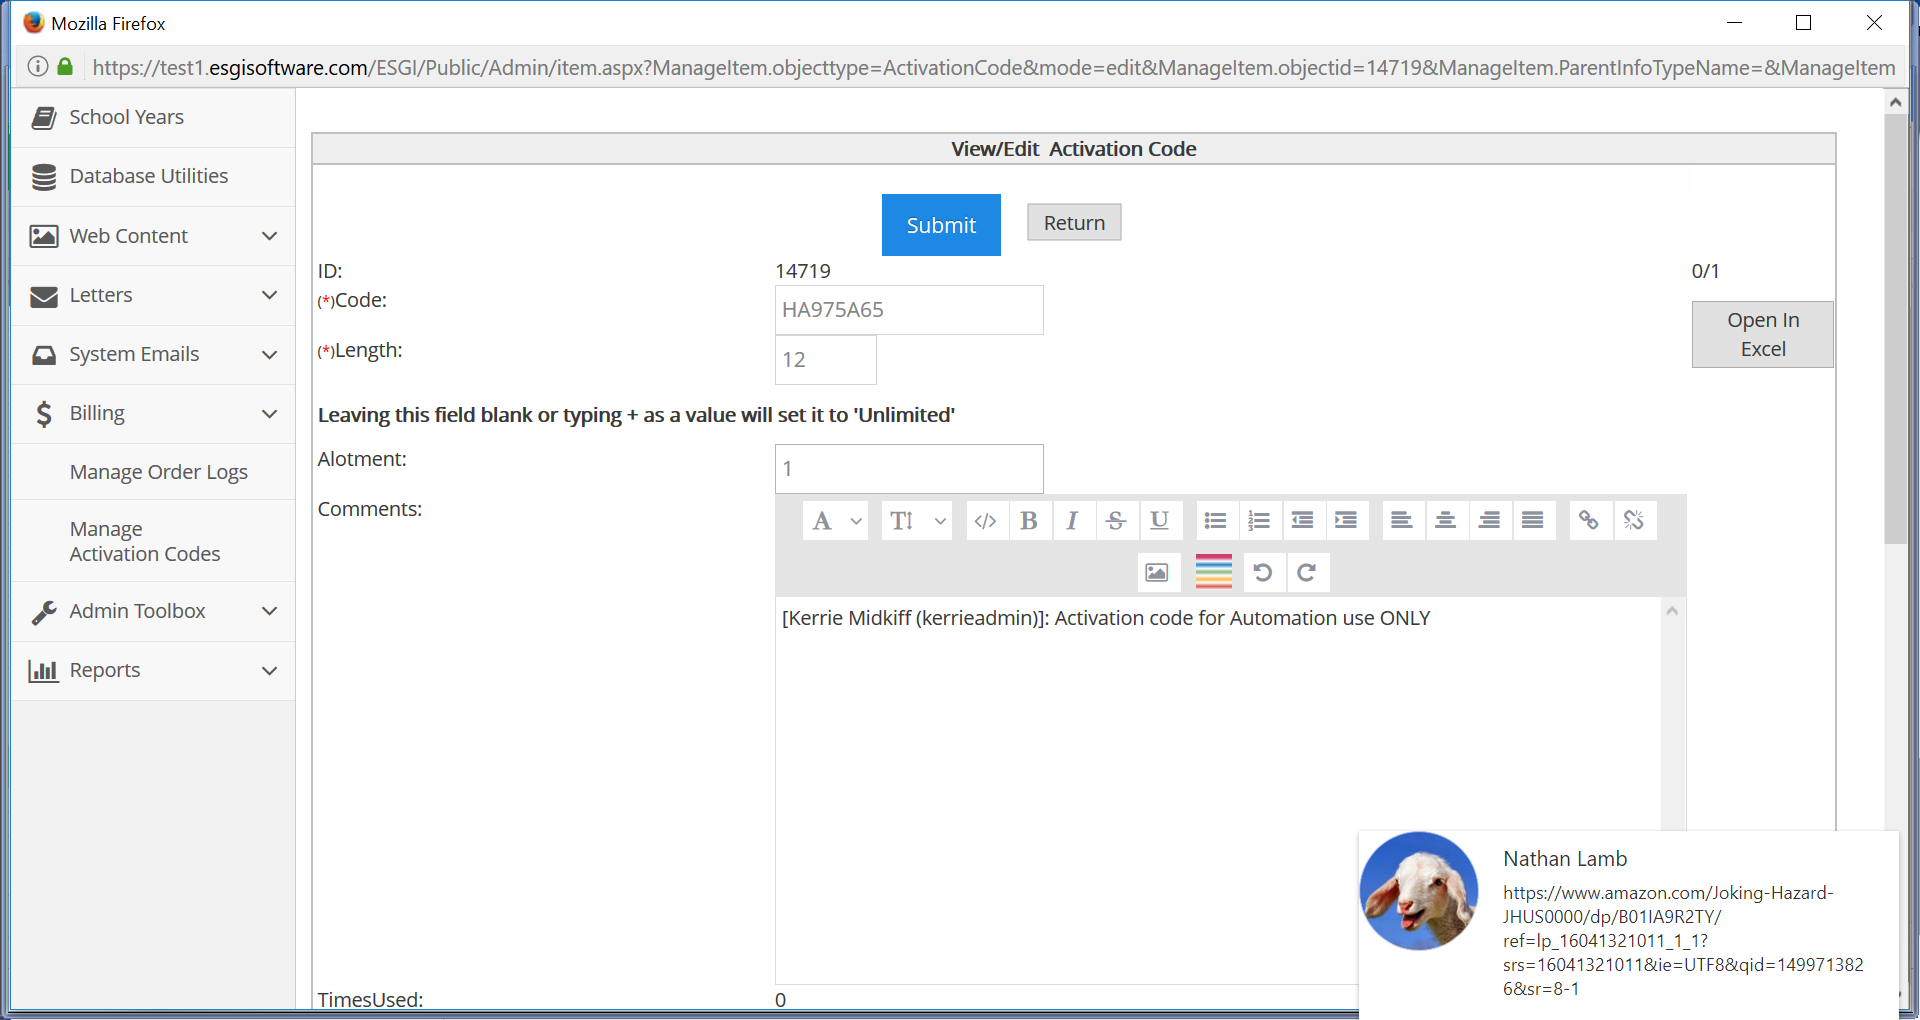 Mozilla Firefox
https://test1.esgisoftware.com/ESGI/Public/Admin/item.aspx?ManageItem.objecttype=ActivationCode&mode=edit&ManageItem.objectid=14719&ManageItem.ParentInfoTypeName=&ManageItem
School Years
Database Utilities
Web Content
Letters
System Emails
Billing
Manage Order Logs
Manage
Activation Codes
Admin Toolbox
Reports
View/Edit Activation Code
Submit
Return
ID:
14719
0/1
(*)Code:
HA975A65
Open In
Excel
(*)Length:
12
Leaving this field blank or typing + as a value will set it to 'Unlimited'
Alotment:
1
Comments:
[Kerrie Midkiff (kerrieadmin)]: Activation code for Automation use ONLY
TimesUsed:
0
Nathan Lamb
https://www.amazon.com/Joking-Hazard-
JHUS0000/dp/B01IA9R2TY/
ref=lp_16041321011_1_1?
srs=16041321011&ie=UTF8&qid=149971382
6&sr=8-1